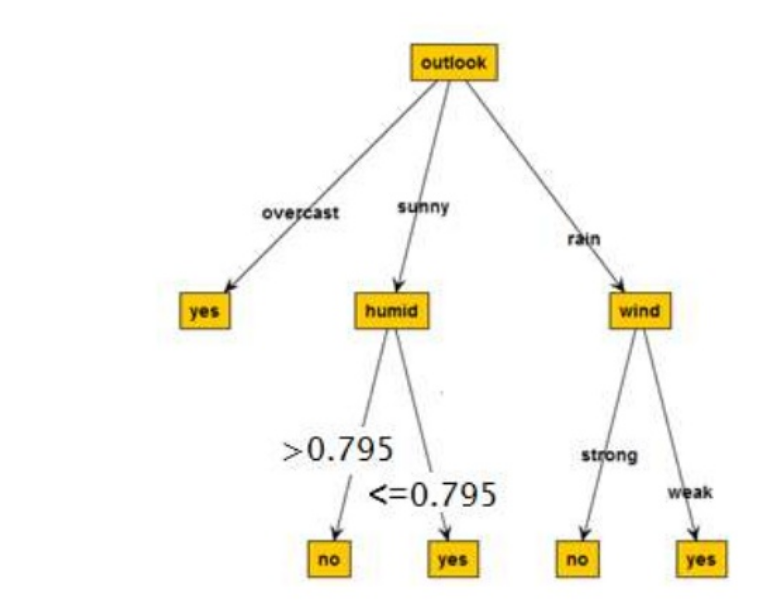 outlook
overcast
sunny
rain
yes
humid
wind
>0.795
<=0.795
strong
weak
no
yes
no
yes